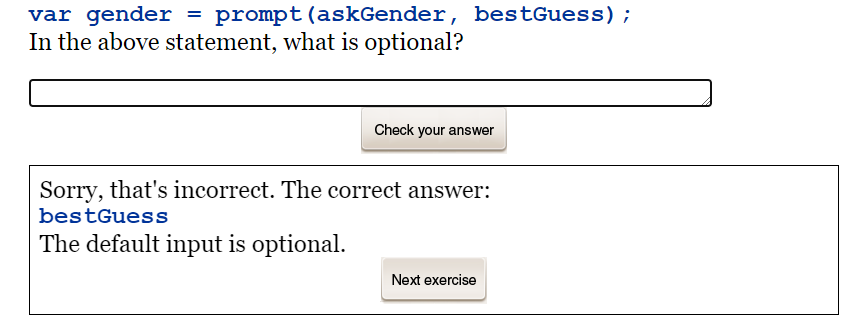 var gender = prompt(askGender, bestGuess);
In the above statement, what is optional?
Check your answer
Sorry, that's incorrect. The correct answer:
bestGuess
The default input is optional.
Next exercise